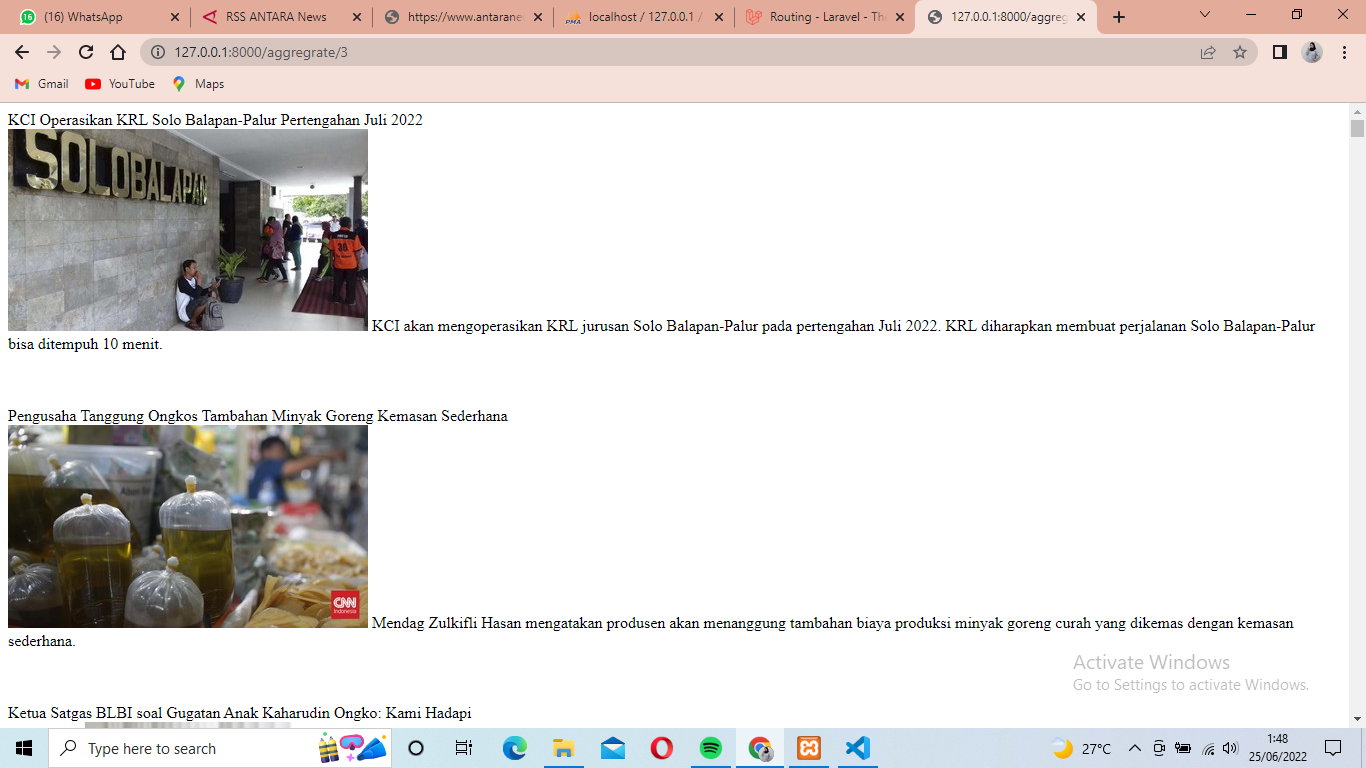 (16) WhatsApp
RSS ANTARA News
https://www.antarane
localhost / 127.0.0.1 /
Routing - Laravel - Th
127.0.0.1:8000/aggreg
127.0.0.1:8000/aggregrate/3
Gmail
YouTube
Maps
KCI Operasikan KRL Solo Balapan-Palur Pertengahan Juli 2022
SOLOBALAPAN
38
KCI akan mengoperasikan KRL jurusan Solo Balapan-Palur pada pertengahan Juli 2022. KRL diharapkan membuat perjalanan Solo Balapan-Palur
bisa ditempuh 10 menit.
Pengusaha Tanggung Ongkos Tambahan Minyak Goreng Kemasan Sederhana
CNN
Indonesia
Mendag Zulkifli Hasan mengatakan produsen akan menanggung tambahan biaya produksi minyak goreng curah yang dikemas dengan kemasan
sederhana.
Activate Windows
Go to Settings to activate Windows.
Ketua Satgas BLBI soal Gugatan Anak Kaharudin Ongko: Kami Hadapi
Type here to search
27°C
1:48
25/06/2022